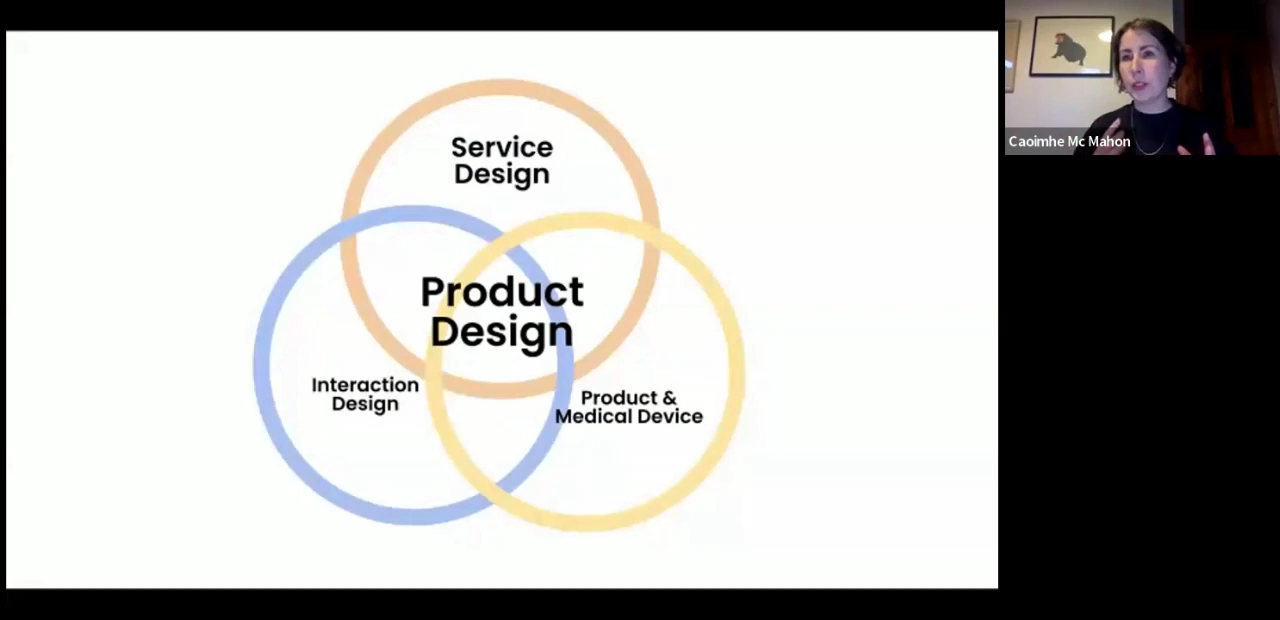 Service
Design
Product
Design
Interaction
Design
Product &
Medical Device
Caoimhe Mc Mahon